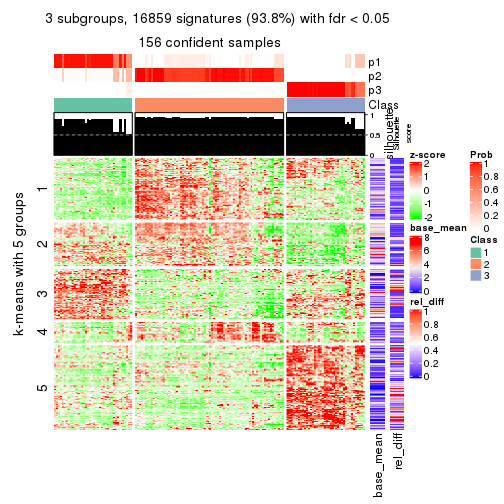 3 subgroups, 16859 signatures (93.8%) with fdr < 0.05
156 confident samples
p1
p2
p3
Class
1
0.5
0
silhouette
Silhouette
score
k-means with 5 groups
1
2
3
4
5
base_mean
rel_diff
z-score
2
1
0
-1
-2
base_mean
8
6
4
2
0
rel_diff
1
0.8
0.6
0.4
0.2
0
Prob
1
0.8
0.6
0.4
0.2
0
Class
1
2
3